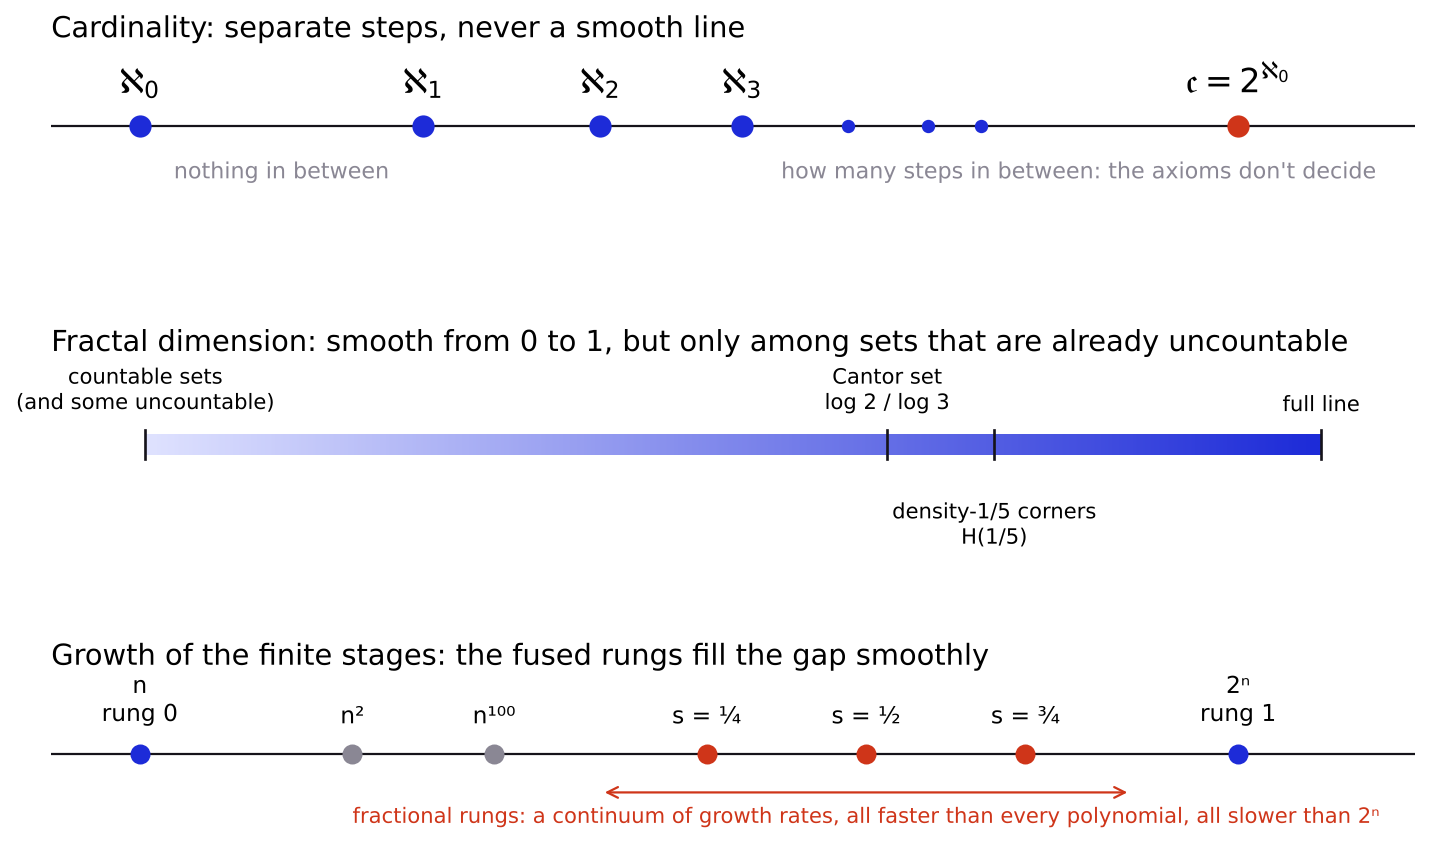 Cardinality: separate steps, never a smooth line
ℵ₀ ℵ₁ ℵ₂ ℵ₃ 𝔠 = 2^ℵ₀
nothing in between how many steps in between: the axioms don't decide
Fractal dimension: smooth from 0 to 1, but only among sets that are already uncountable
countable sets
(and some uncountable)
Cantor set
log 2 / log 3
full line
density-1/5 corners
H(1/5)
Growth of the finite stages: the fused rungs fill the gap smoothly
n
rung 0
n²
n¹⁰⁰
s = ¼
s = ½
s = ¾
2ⁿ
rung 1
fractional rungs: a continuum of growth rates, all faster than every polynomial, all slower than 2ⁿ